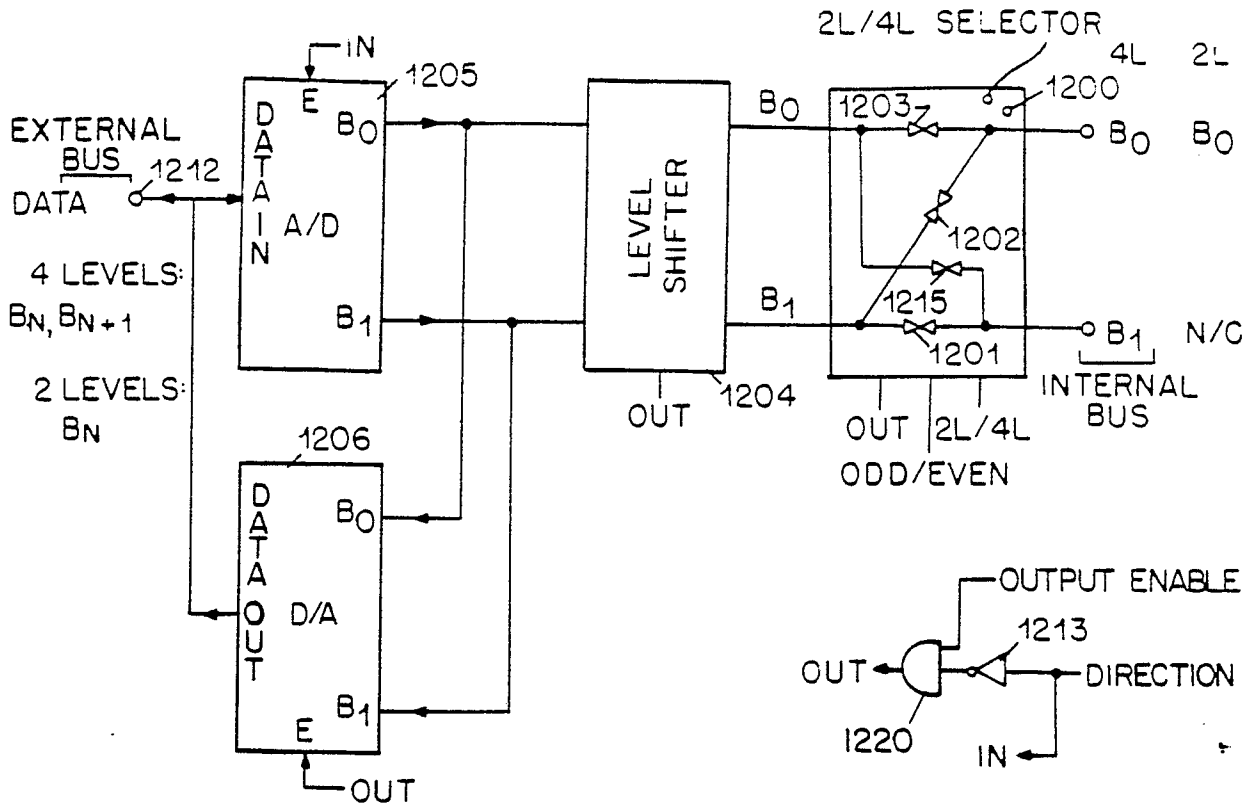 2L/4L SELECTOR
4L 2L
IN
1205
1200
E
1203
B0
B0
B0 B0
EXTERNAL
BUS
1212
DATA
DATA IN
A/D
LEVEL
SHIFTER
1202
4 LEVELS:
BN, BN+1
1215
B1
B1
B1 N/C
1201
2 LEVELS:
BN
1204
INTERNAL
BUS
OUT
OUT 2L/4L
ODD/EVEN
1206
DATA OUT
B0
D/A
OUTPUT ENABLE
1213
OUT
DIRECTION
B1
E
1220
IN
OUT